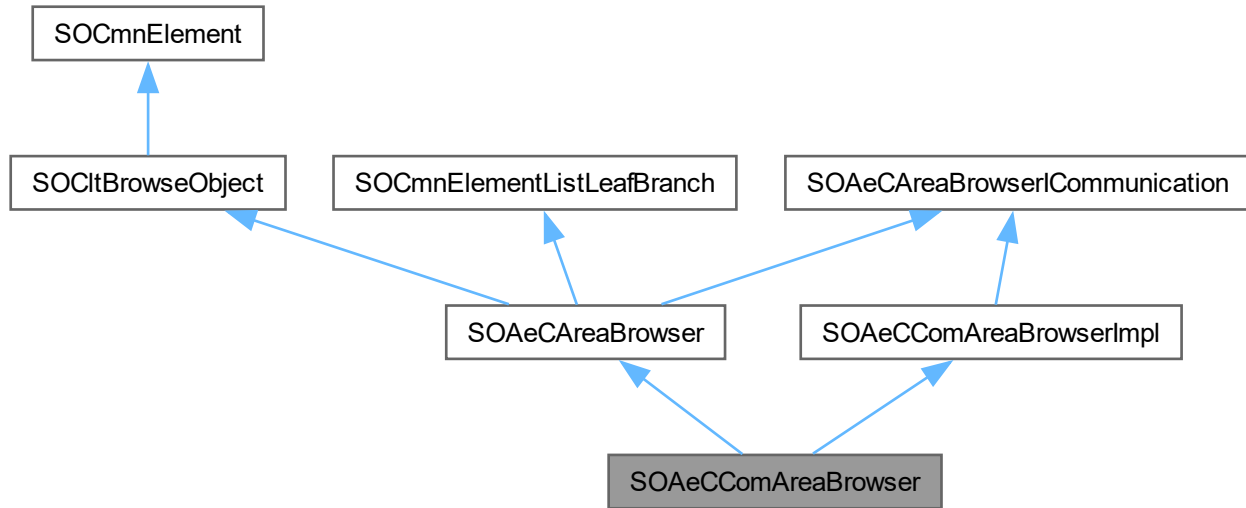 SOCmnElement
SOCltBrowseObject
SOCmnElementListLeafBranch
SOAeCAreaBrowserICommunication
SOAeCAreaBrowser
SOAeCComAreaBrowserImpl
SOAeCComAreaBrowser